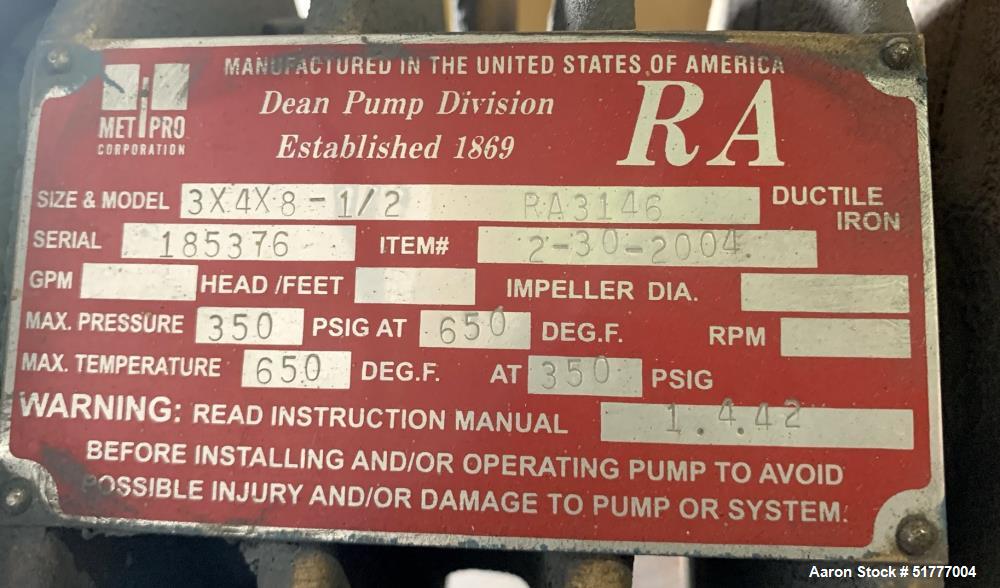 MANUFACTURED IN THE UNITED STATES OF AMERICA
MET PRO
CORPORATION
Dean Pump Division
Established 1869
RA
SIZE & MODEL 3X4X8-1/2 RA3146 DUCTILE IRON
SERIAL 185376 ITEM# 2-30-2004
GPM HEAD /FEET IMPELLER DIA.
MAX. PRESSURE 350 PSIG AT 650 DEG.F. RPM
MAX. TEMPERATURE 650 DEG.F. AT 350 PSIG
WARNING: READ INSTRUCTION MANUAL 1.4.42
BEFORE INSTALLING AND/OR OPERATING PUMP TO AVOID
POSSIBLE INJURY AND/OR DAMAGE TO PUMP OR SYSTEM.
Aaron Stock # 51777004